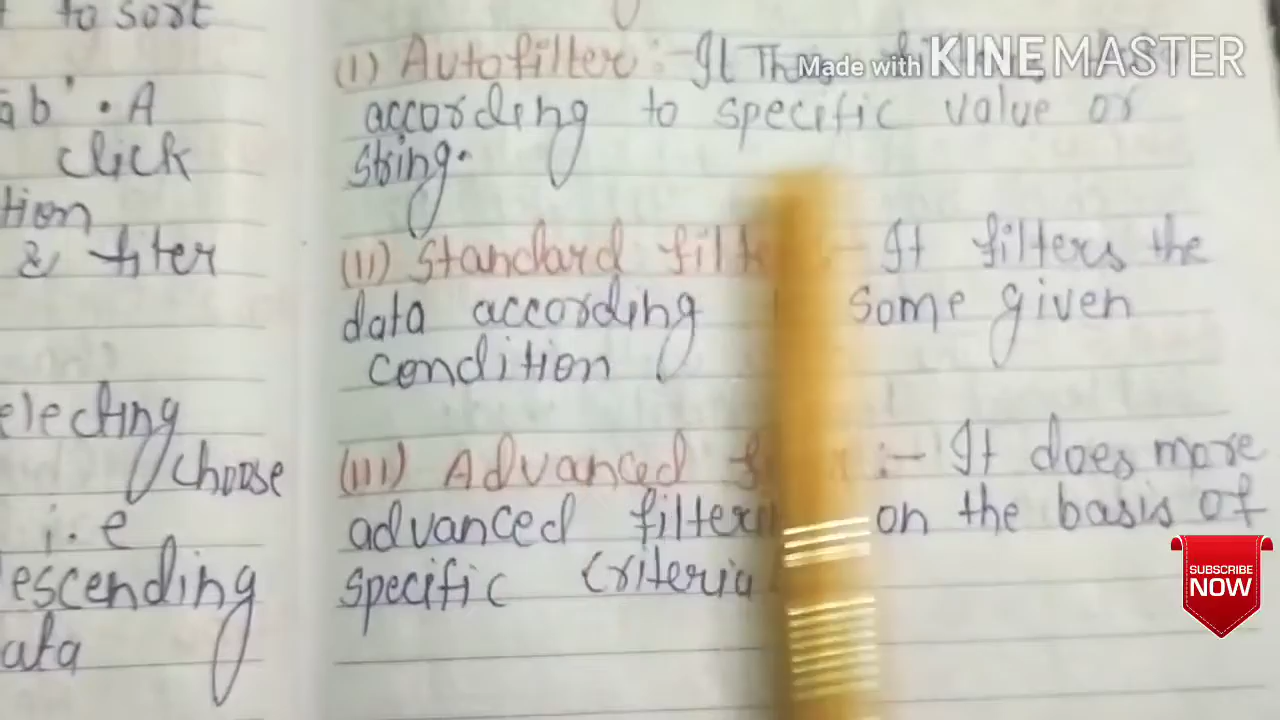 to sort
ab'. A
click
tion
& filter
electing
choose
i.e
escending
ata
(I) Autofilter :- It
according to specific value or
string.
(II) Standard filt :- It filters the
data according some given
condition
(III) Advanced :- It does more
advanced filter on the basis of
specific Criteria
Made with KINEMASTER
SUBSCRIBE
NOW